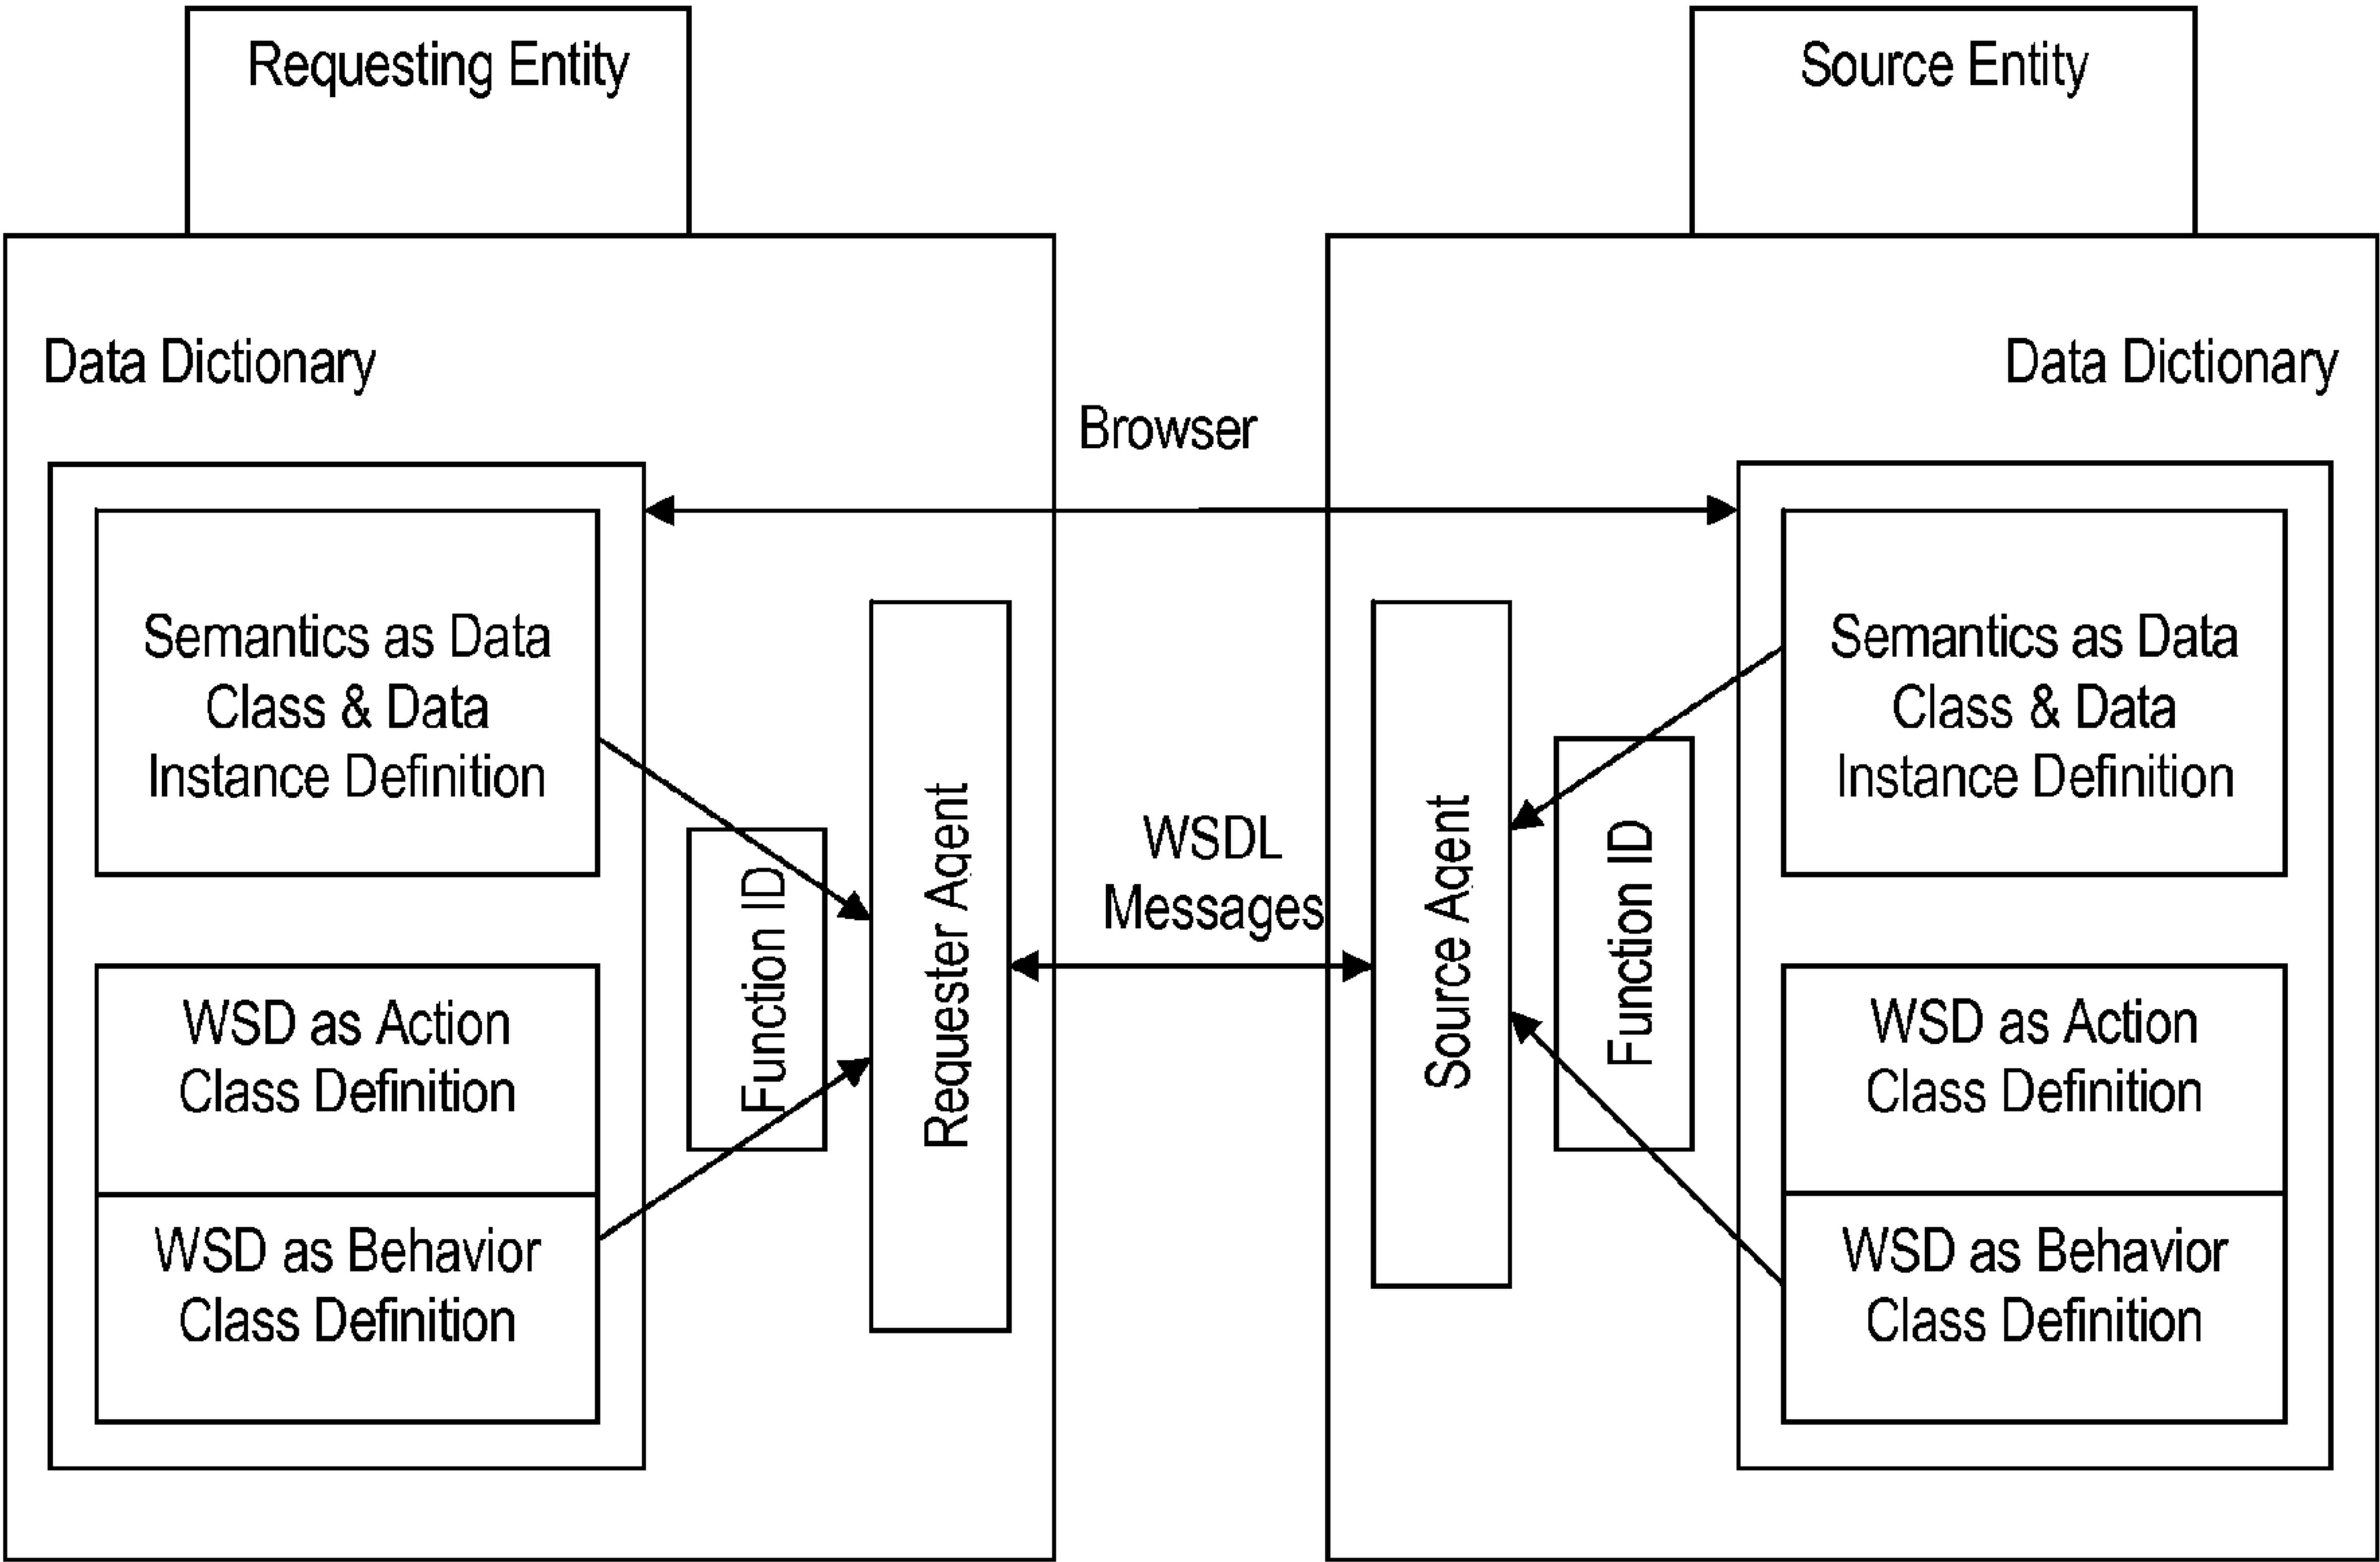 Requesting Entity
Source Entity
Data Dictionary
Data Dictionary
Browser
Semantics as Data
Class & Data
Instance Definition
WSD as Action
Class Definition
WSD as Behavior
Class Definition
Function ID
Requester Agent
WSDL
Messages
Source Agent
Function ID
Semantics as Data
Class & Data
Instance Definition
WSD as Action
Class Definition
WSD as Behavior
Class Definition